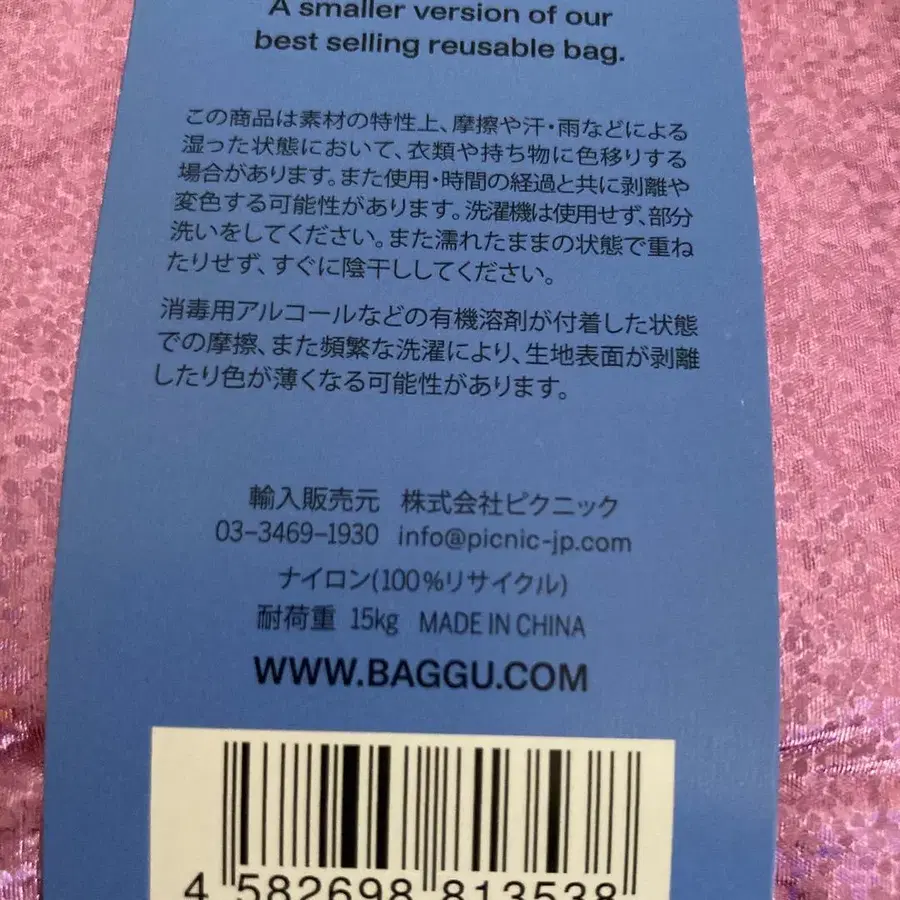 A smaller version of our
best selling reusable bag.
この商品は素材の特性上、摩擦や汗・雨などによる
湿った状態において、衣類や持ち物に色移りする
場合があります。また使用・時間の経過と共に剥離や
変色する可能性があります。洗濯機は使用せず、部分
洗いをしてください。また濡れたままの状態で重ね
たりせず、すぐに陰干ししてください。
消毒用アルコールなどの有機溶剤が付着した状態
での摩擦、また頻繁な洗濯により、生地表面が剥離
したり色が薄くなる可能性があります。
輸入販売元 株式会社ピクニック
03-3469-1930 info@picnic-jp.com
ナイロン(100%リサイクル)
耐荷重 15kg MADE IN CHINA
WWW.BAGGU.COM
4 582698 813538